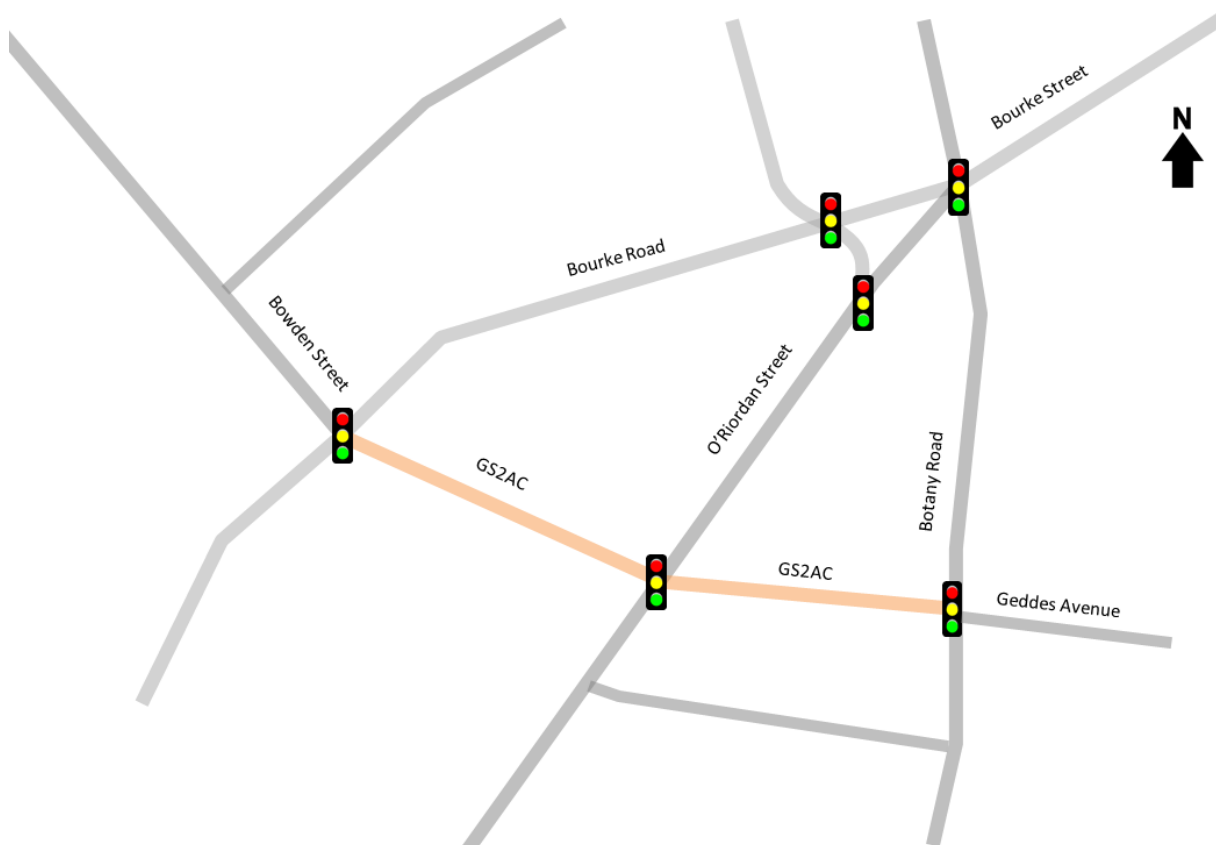 Bourke Street
N
Bourke Road
Bowden Street
O'Riordan Street
Botany Road
GS2AC
GS2AC
Geddes Avenue